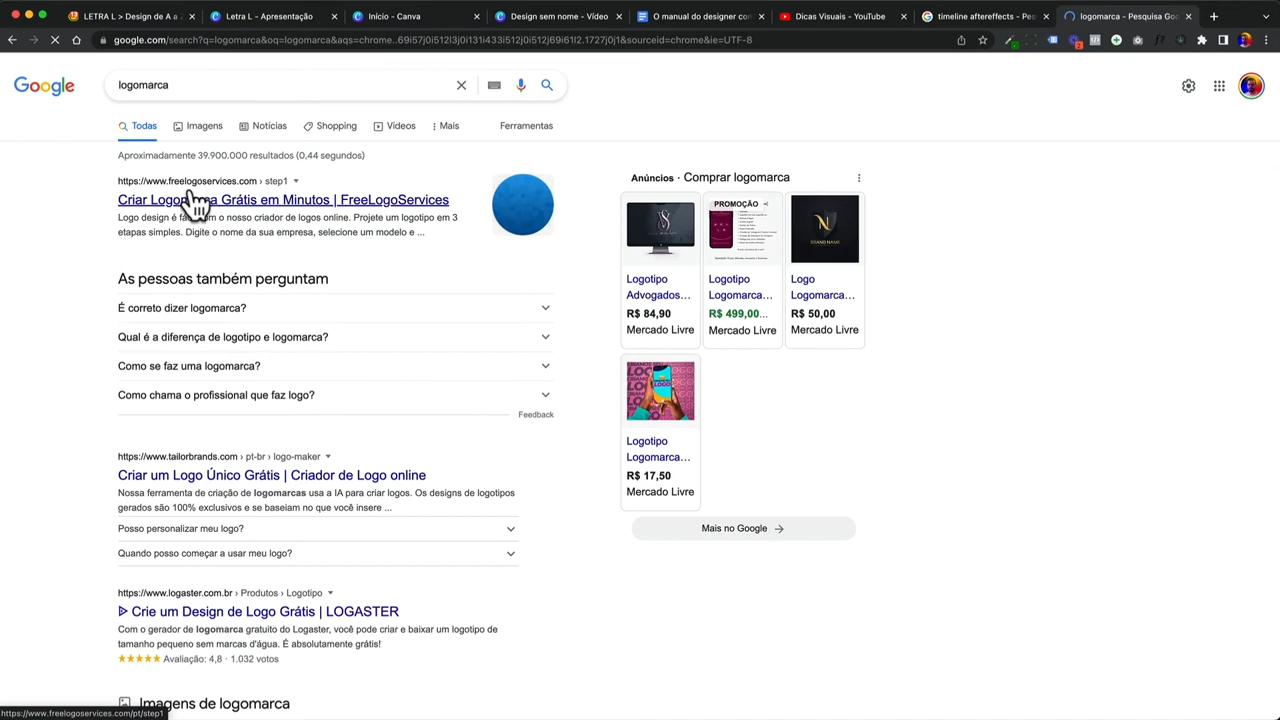 LETRA L > Design de A a
Letra L - Apresentação
Início - Canva
Design sem nome - Vídeo
O manual do designer con
Dicas Visuais - YouTube
timeline aftereffects - Pes
logomarca - Pesquisa Goo
google.com/search?q=logomarca&oq=logomarca&aqs=chrome..69i57j0i512l3j0i131i433i512j0i512j69i61l2.1727j0j1&sourceid=chrome&ie=UTF-8
Google
logomarca
Todas
Imagens
Notícias
Shopping
Vídeos
Mais
Ferramentas
Aproximadamente 39.900.000 resultados (0,44 segundos)
https://www.freelogoservices.com › step1
Criar Logo a Grátis em Minutos | FreeLogoServices
Logo design é fá m o nosso criador de logos online. Projete um logotipo em 3
etapas simples. Digite o nome da sua empresa, selecione um modelo e ...
As pessoas também perguntam
É correto dizer logomarca?
Qual é a diferença de logotipo e logomarca?
Como se faz uma logomarca?
Como chama o profissional que faz logo?
Feedback
https://www.tailorbrands.com › pt-br › logo-maker
Criar um Logo Único Grátis | Criador de Logo online
Nossa ferramenta de criação de logomarcas usa a IA para criar logos. Os designs de logotipos
gerados são 100% exclusivos e se baseiam no que você insere ...
Posso personalizar meu logo?
Quando posso começar a usar meu logo?
https://www.logaster.com.br › Produtos › Logotipo
Crie um Design de Logo Grátis | LOGASTER
Com o gerador de logomarca gratuito do Logaster, você pode criar e baixar um logotipo de
tamanho pequeno sem marcas d'água. É absolutamente grátis!
Avaliação: 4,8 · 1.032 votos
Imagens de logomarca
Anúncios · Comprar logomarca
PROMOÇÃO
BRAND NAME
Logotipo
Advogados...
R$ 84,90
Mercado Livre
Logotipo
Logomarca...
R$ 499,00...
Mercado Livre
Logo
Logomarca...
R$ 50,00
Mercado Livre
Logotipo
Logomarca...
R$ 17,50
Mercado Livre
Mais no Google
https://www.freelogoservices.com/pt/step1